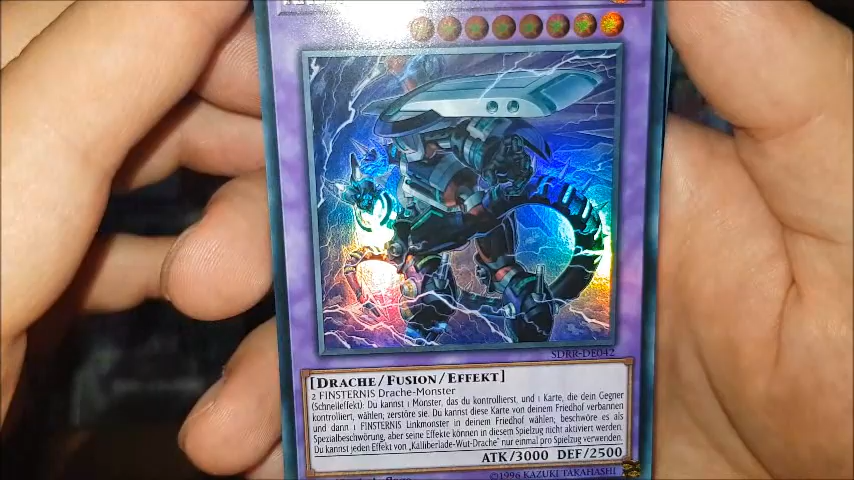 SDRR-DE042
[DRACHE/FUSION/EFFEKT]
2 FINSTERNIS Drache-Monster
(Schnelleffekt): Du kannst 1 Monster, das du kontrollierst, und 1 Karte, die dein Gegner
kontrolliert, wählen; zerstöre sie. Du kannst diese Karte von deinem Friedhof verbannen
und dann 1 FINSTERNIS Linkmonster in deinem Friedhof wählen; beschwöre es als
Spezialbeschwörung, aber seine Effekte können in diesem Spielzug nicht aktiviert werden.
Du kannst jeden Effekt von „Kalliberlade-Wut-Drache" nur einmal pro Spielzug verwenden.
ATK/3000 DEF/2500
©1996 KAZUKI TAKAHASHI